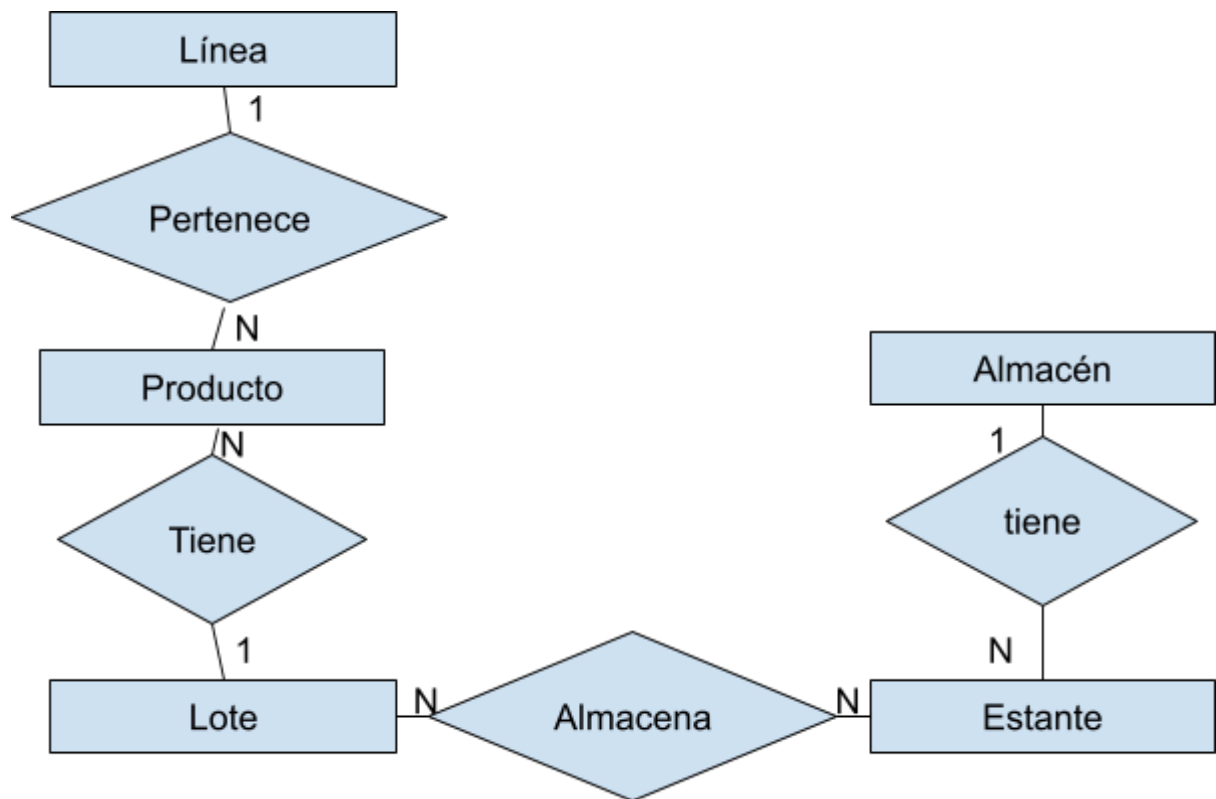 Línea
1
Pertenece
N
Producto
N
Tiene
1
Lote
N
Almacena
N
Almacén
1
tiene
N
Estante